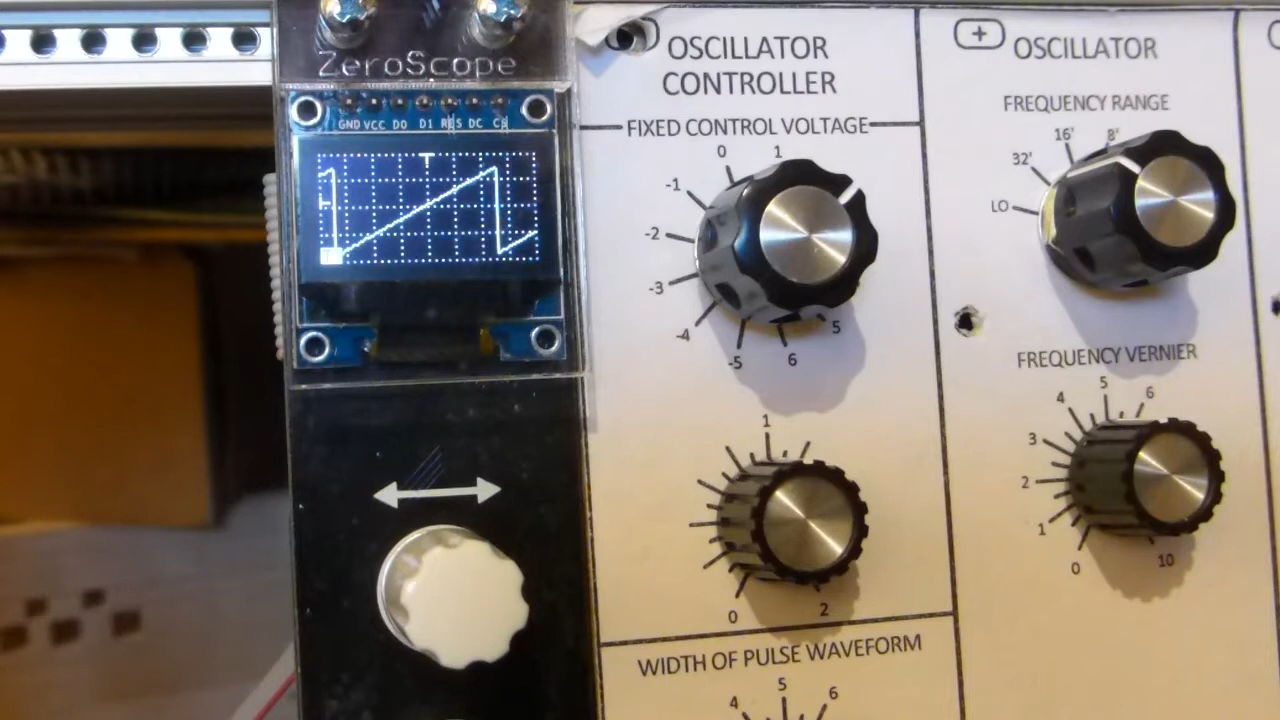 ZeroScope
GND VCC D0 D1 RES DC CS
OSCILLATOR
CONTROLLER
FIXED CONTROL VOLTAGE
0 1
-1
-2
-3
-4
-5
6
5
1
0
2
WIDTH OF PULSE WAVEFORM
4
5
6
+
OSCILLATOR
FREQUENCY RANGE
LO
32'
16'
8'
FREQUENCY VERNIER
0
1
2
3
4
5
6
10